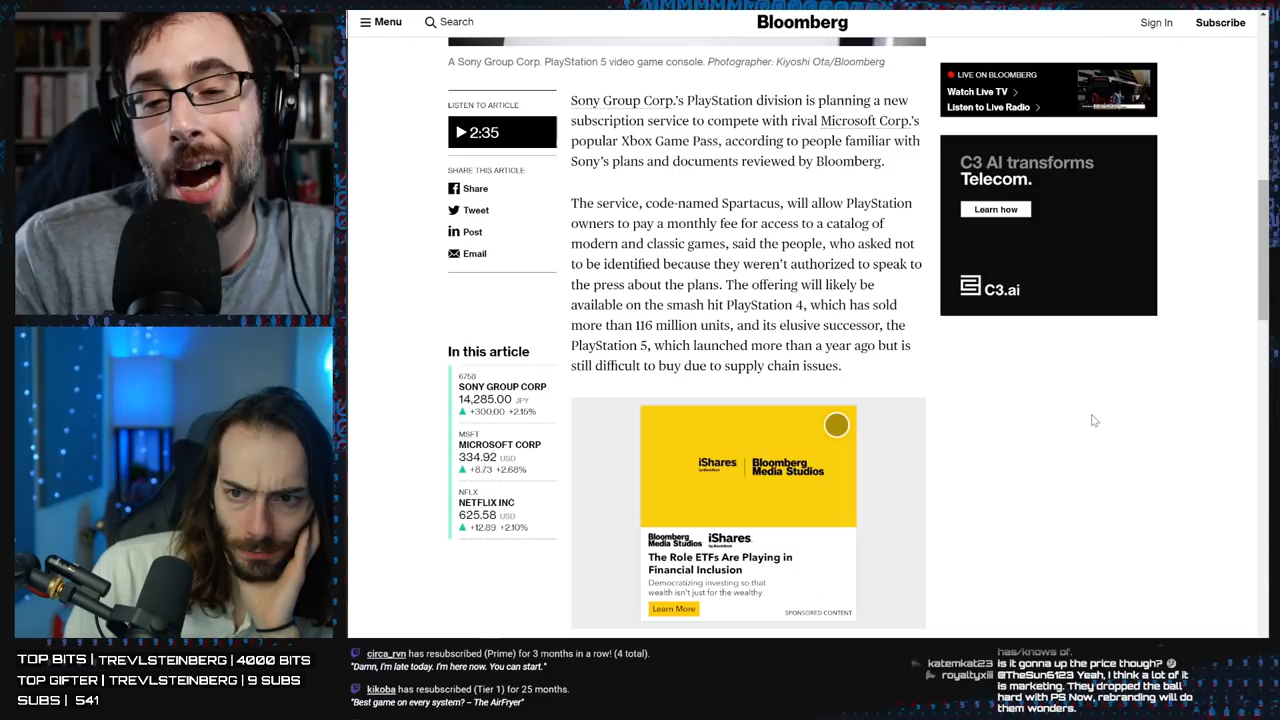 Menu
Search
Bloomberg
Sign In
Subscribe
A Sony Group Corp. PlayStation 5 video game console. Photographer: Kiyoshi Ota/Bloomberg
LISTEN TO ARTICLE
2:35
SHARE THIS ARTICLE
Share
Tweet
Post
Email
In this article
6758
SONY GROUP CORP
14,285.00 JPY
+300.00 +2.15%
MSFT
MICROSOFT CORP
334.92 USD
+8.73 +2.68%
NFLX
NETFLIX INC
625.58 USD
+12.89 +2.10%
Sony Group Corp.’s PlayStation division is planning a new
subscription service to compete with rival Microsoft Corp.’s
popular Xbox Game Pass, according to people familiar with
Sony’s plans and documents reviewed by Bloomberg.
The service, code-named Spartacus, will allow PlayStation
owners to pay a monthly fee for access to a catalog of
modern and classic games, said the people, who asked not
to be identified because they weren’t authorized to speak to
the press about the plans. The offering will likely be
available on the smash hit PlayStation 4, which has sold
more than 116 million units, and its elusive successor, the
PlayStation 5, which launched more than a year ago but is
still difficult to buy due to supply chain issues.
iShares
Bloomberg
Media Studios
Bloomberg
Media Studios
iShares
The Role ETFs Are Playing in
Financial Inclusion
Democratizing investing so that
wealth isn't just for the wealthy
Learn More
SPONSORED CONTENT
LIVE ON BLOOMBERG
Watch Live TV
Listen to Live Radio
C3 AI transforms
Telecom.
Learn how
C3.ai
TOP BITS | TREVLSTEINBERG | 4000 BITS
TOP GIFTER | TREVLSTEINBERG | 9 SUBS
SUBS | 541
circa_rvn has resubscribed (Prime) for 3 months in a row! (4 total).
"Damn, I'm late today. I'm here now. You can start."
kikoba has resubscribed (Tier 1) for 25 months.
"Best game on every system? – The AirFryer"
has/knows of.
katemkat23 Is it gonna up the price though?
royaltyxiii @TheSun6123 Yeah, I think a lot of it
is marketing. They dropped the ball
hard with PS Now, rebranding will do
them wonders.